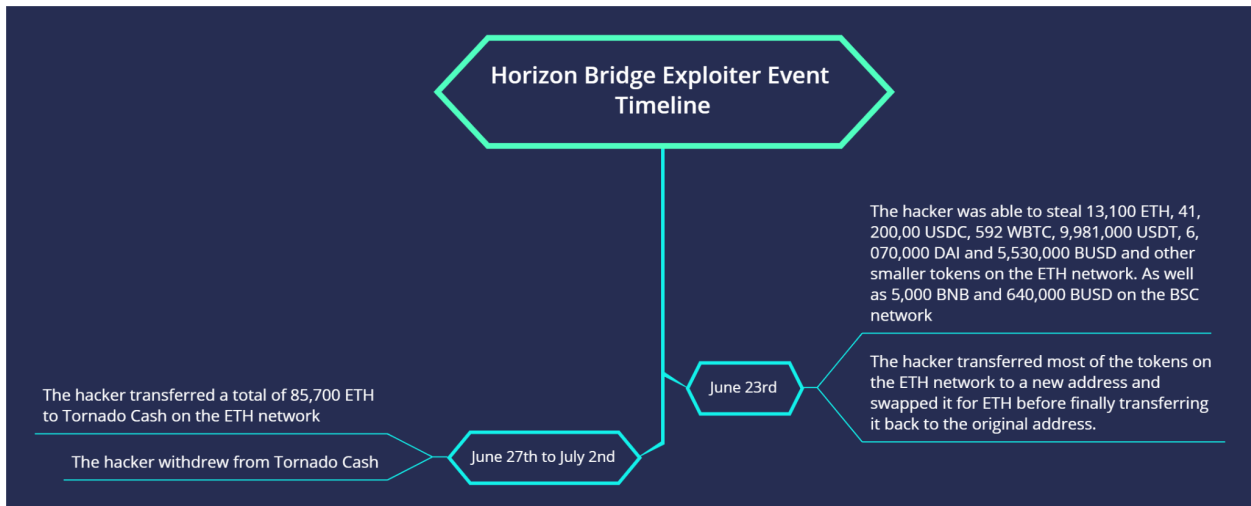 Horizon Bridge Exploiter Event
Timeline
The hacker was able to steal 13,100 ETH, 41,
200,00 USDC, 592 WBTC, 9,981,000 USDT, 6,
070,000 DAI and 5,530,000 BUSD and other
smaller tokens on the ETH network. As well
as 5,000 BNB and 640,000 BUSD on the BSC
network
June 23rd
The hacker transferred most of the tokens on
the ETH network to a new address and
swapped it for ETH before finally transferring
it back to the original address.
The hacker transferred a total of 85,700 ETH
to Tornado Cash on the ETH network
June 27th to July 2nd
The hacker withdrew from Tornado Cash